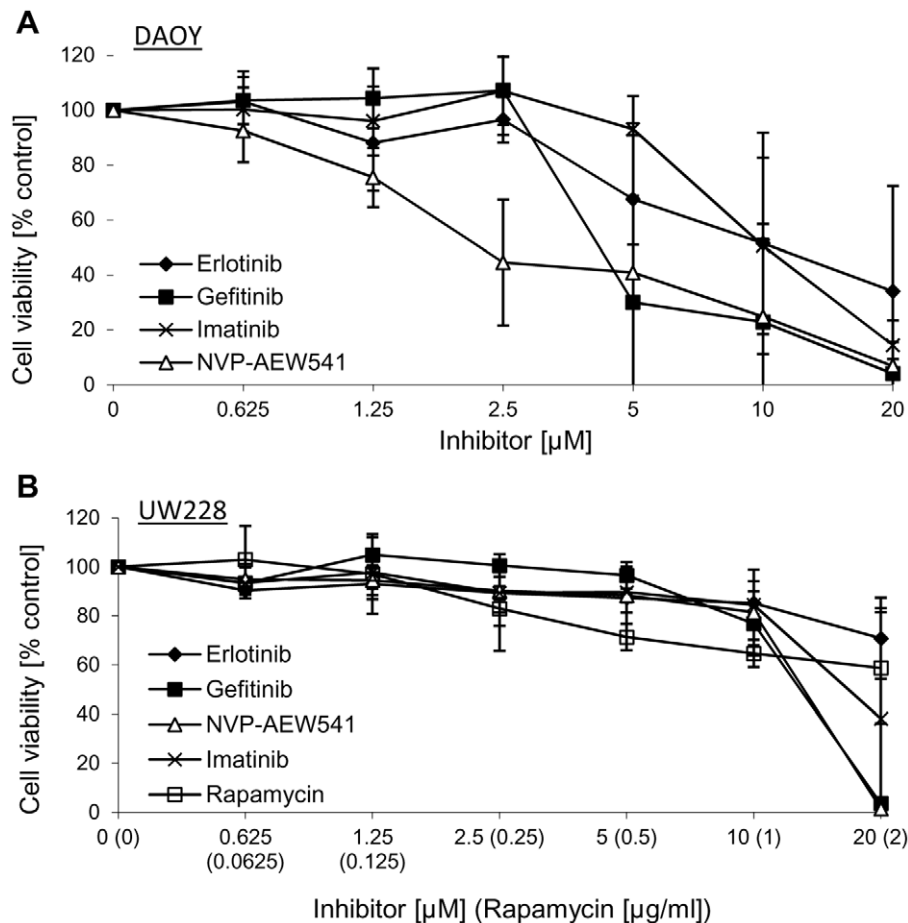 A
DAOY
120
100
80
60
40
20
0
Cell viability [% control]
Erlotinib
Gefitinib
Imatinib
NVP-AEW541
0 0.625 1.25 2.5 5 10 20
Inhibitor [µM]
B
UW228
120
100
80
60
40
20
0
Cell viability [% control]
Erlotinib
Gefitinib
NVP-AEW541
Imatinib
Rapamycin
0 (0) 0.625 1.25 2.5 (0.25) 5 (0.5) 10 (1) 20 (2)
(0.0625) (0.125)
Inhibitor [µM] (Rapamycin [µg/ml])